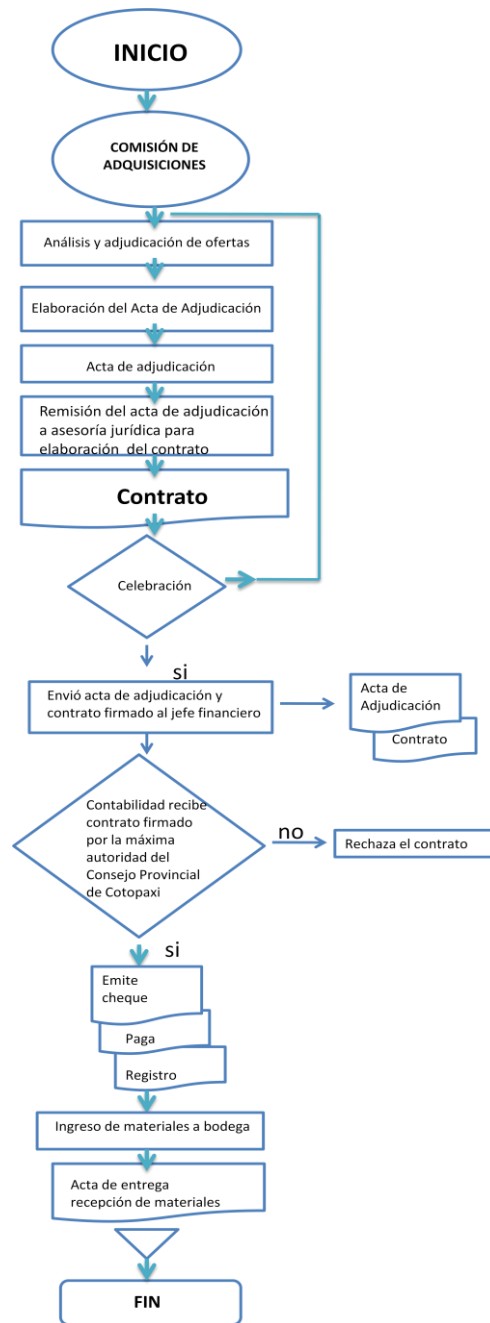 INICIO
COMISIÓN DE
ADQUISICIONES
Análisis y adjudicación de ofertas
Elaboración del Acta de Adjudicación
Acta de adjudicación
Remisión del acta de adjudicación
a asesoría jurídica para
elaboración del contrato
Contrato
Celebración
si
Envió acta de adjudicación y
contrato firmado al jefe financiero
Acta de
Adjudicación
Contrato
Contabilidad recibe
contrato firmado
por la máxima
autoridad del
Consejo Provincial
de Cotopaxi
no
Rechaza el contrato
si
Emite
cheque
Paga
Registro
Ingreso de materiales a bodega
Acta de entrega
recepción de materiales
FIN